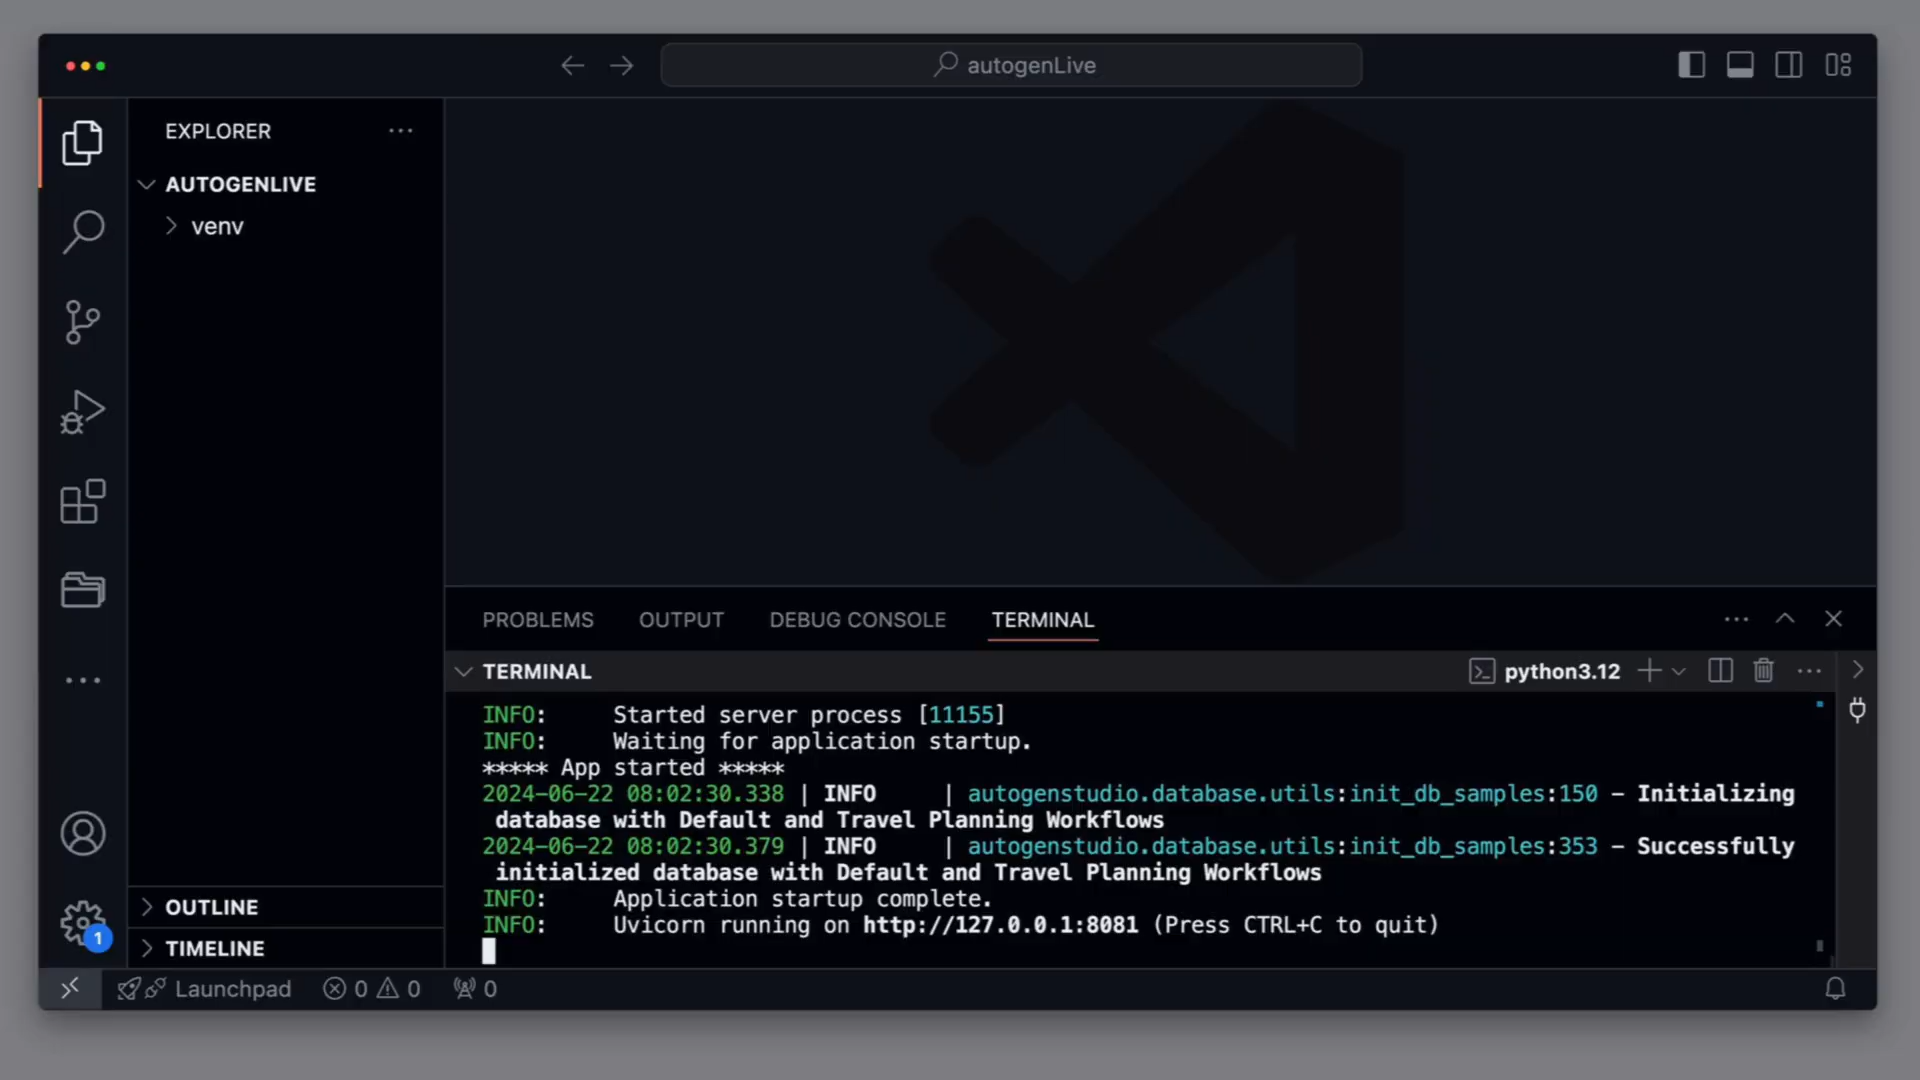 autogenLive
EXPLORER
AUTOGENLIVE
venv
OUTLINE
TIMELINE
PROBLEMS OUTPUT DEBUG CONSOLE TERMINAL
TERMINAL
python3.12
INFO:     Started server process [11155]
INFO:     Waiting for application startup.
***** App started *****
2024-06-22 08:02:30.338 | INFO     | autogenstudio.database.utils:init_db_samples:150 - Initializing
database with Default and Travel Planning Workflows
2024-06-22 08:02:30.379 | INFO     | autogenstudio.database.utils:init_db_samples:353 - Successfully
initialized database with Default and Travel Planning Workflows
INFO:     Application startup complete.
INFO:     Uvicorn running on http://127.0.0.1:8081 (Press CTRL+C to quit)
1
Launchpad 0 0 0